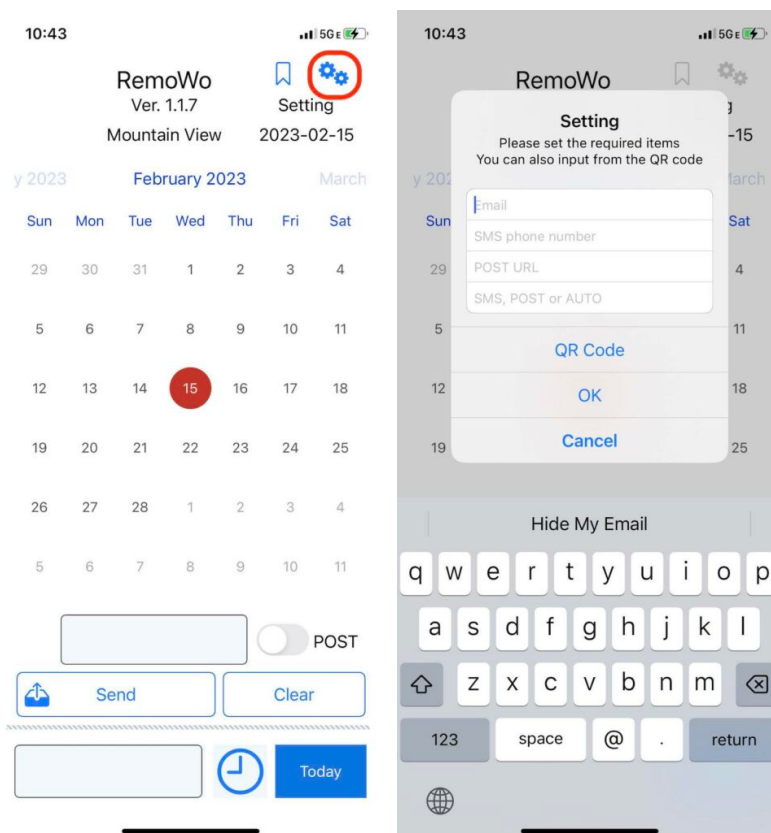 10:43
5G E
RemoWo
Ver. 1.1.7
Setting
Mountain View
2023-02-15
y 2023
February 2023
March
Sun Mon Tue Wed Thu Fri Sat
29 30 31 1 2 3 4
5 6 7 8 9 10 11
12 13 14 15 16 17 18
19 20 21 22 23 24 25
26 27 28 1 2 3 4
5 6 7 8 9 10 11
POST
Send
Clear
Today
10:43
5G E
RemoWo
g
-15
y 202
March
Setting
Please set the required items
You can also input from the QR code
Email
SMS phone number
POST URL
SMS, POST or AUTO
QR Code
OK
Cancel
Sun Sat
29 4
5 11
12 18
19 25
Hide My Email
q w e r t y u i o p
a s d f g h j k l
z x c v b n m
123 space @ . return